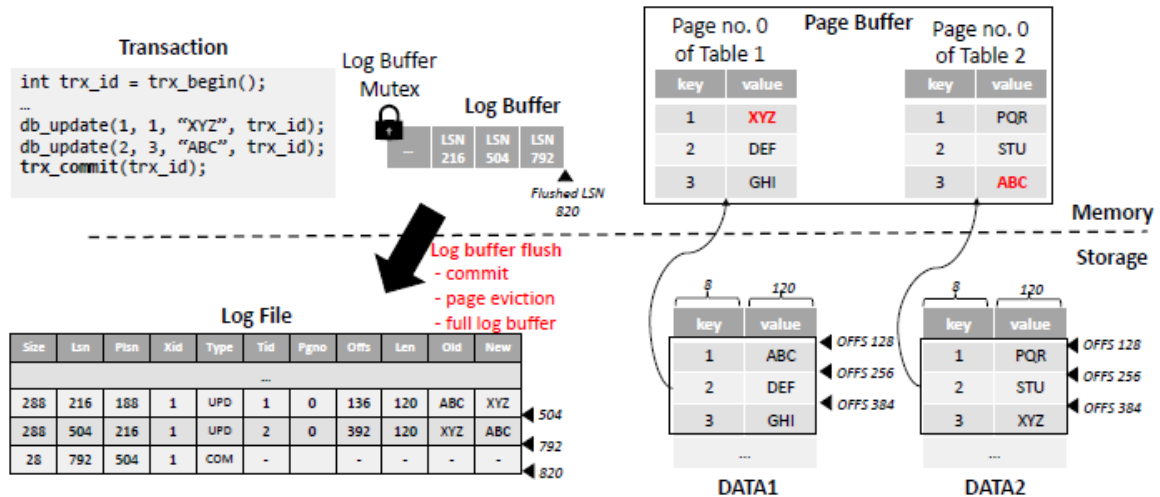 Transaction
int trx_id = trx_begin();
…
db_update(1, 1, “XYZ”, trx_id);
db_update(2, 3, “ABC”, trx_id);
trx_commit(trx_id);
Log Buffer
Mutex
Log Buffer
... LSN 216 LSN 504 LSN 792
Flushed LSN
820
Page Buffer
Page no. 0
of Table 1
key value
1 XYZ
2 DEF
3 GHI
Page no. 0
of Table 2
key value
1 PQR
2 STU
3 ABC
Memory
Storage
Log buffer flush
- commit
- page eviction
- full log buffer
Log File
Size Lsn Plsn Xid Type Tid Pgno Offs Len Old New
...
288 216 188 1 UPD 1 0 136 120 ABC XYZ
504
288 504 216 1 UPD 2 0 392 120 XYZ ABC
792
28 792 504 1 COM - - - - -
820
8 120
key value
OFFS 128
1 ABC
OFFS 256
2 DEF
OFFS 384
3 GHI
...
DATA1
8 120
key value
OFFS 128
1 PQR
OFFS 256
2 STU
OFFS 384
3 XYZ
...
DATA2